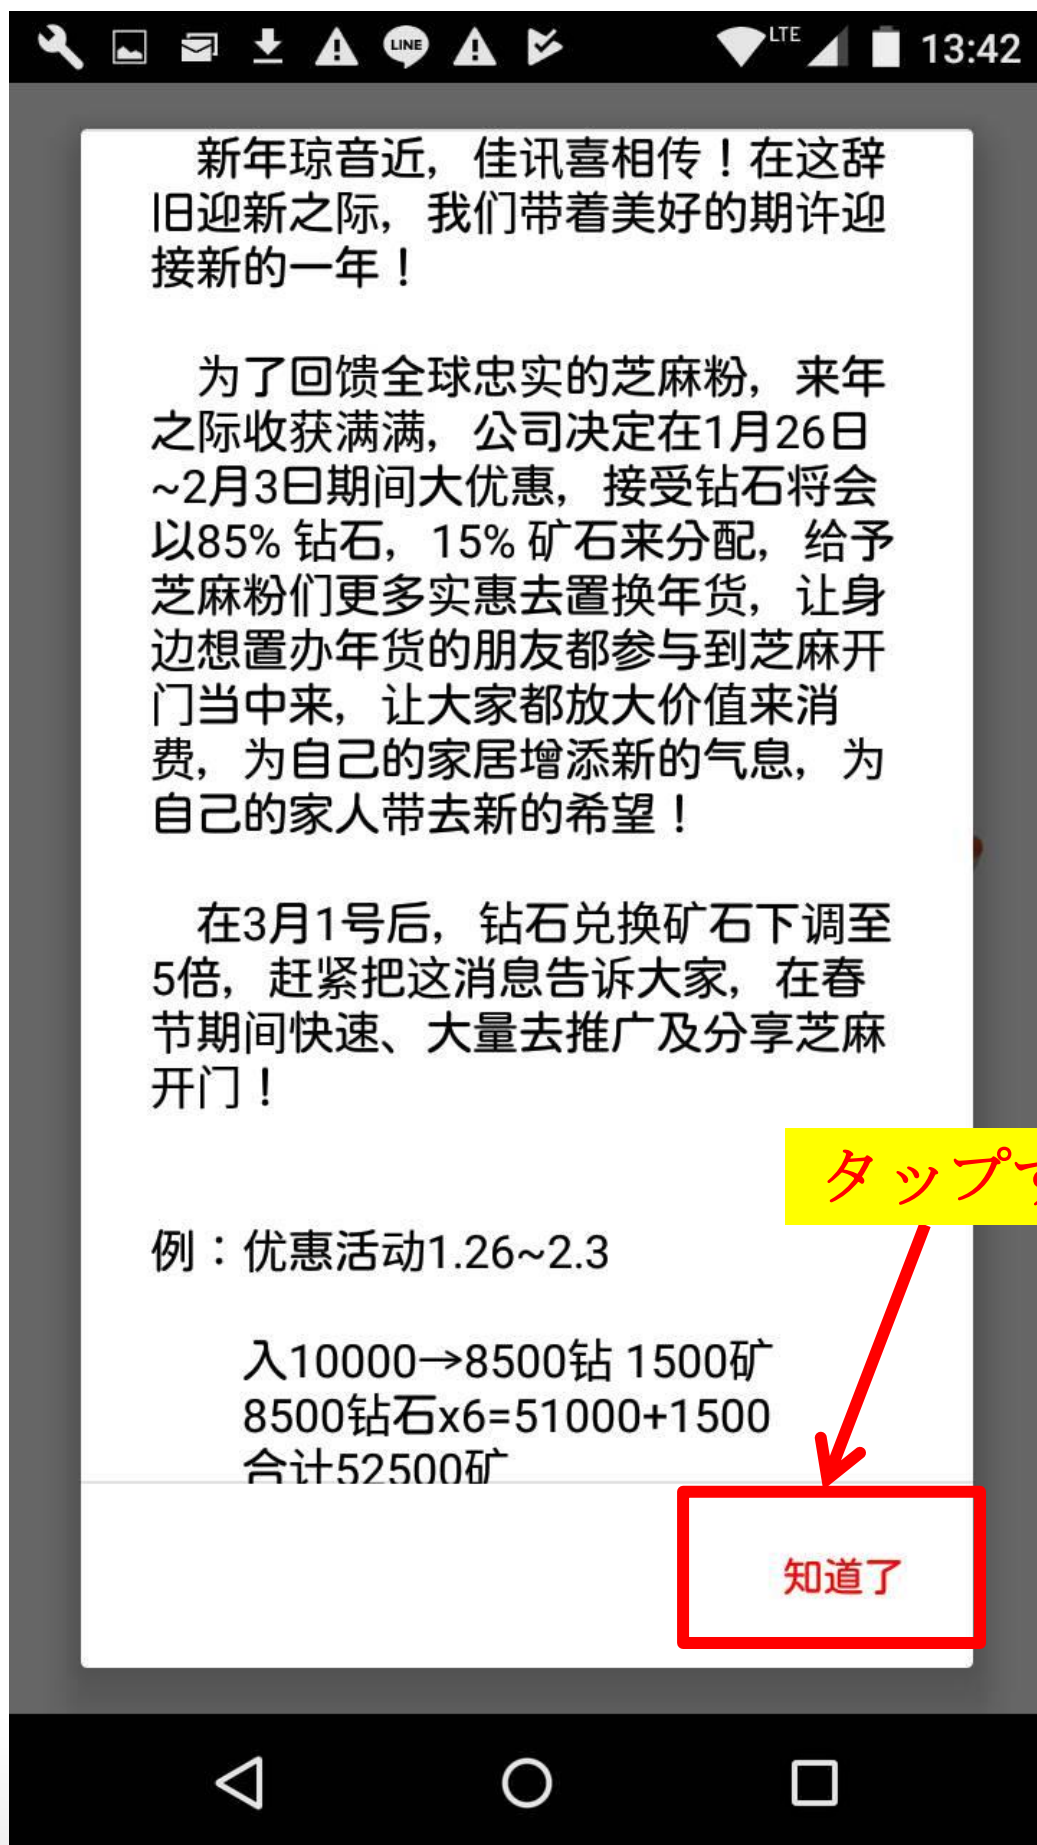 LINE
LTE
13:42
新年琼音近，佳讯喜相传！在这辞
旧迎新之际，我们带着美好的期许迎
接新的一年！
为了回馈全球忠实的芝麻粉，来年
之际收获满满，公司决定在1月26日
~2月3日期间大优惠，接受钻石将会
以85% 钻石，15% 矿石来分配，给予
芝麻粉们更多实惠去置换年货，让身
边想置办年货的朋友都参与到芝麻开
门当中来，让大家都放大价值来消
费，为自己的家居增添新的气息，为
自己的家人带去新的希望！
在3月1号后，钻石兑换矿石下调至
5倍，赶紧把这消息告诉大家，在春
节期间快速、大量去推广及分享芝麻
开门！
タップす
例：优惠活动1.26~2.3
入10000→8500钻 1500矿
8500钻石x6=51000+1500
合计52500矿
知道了